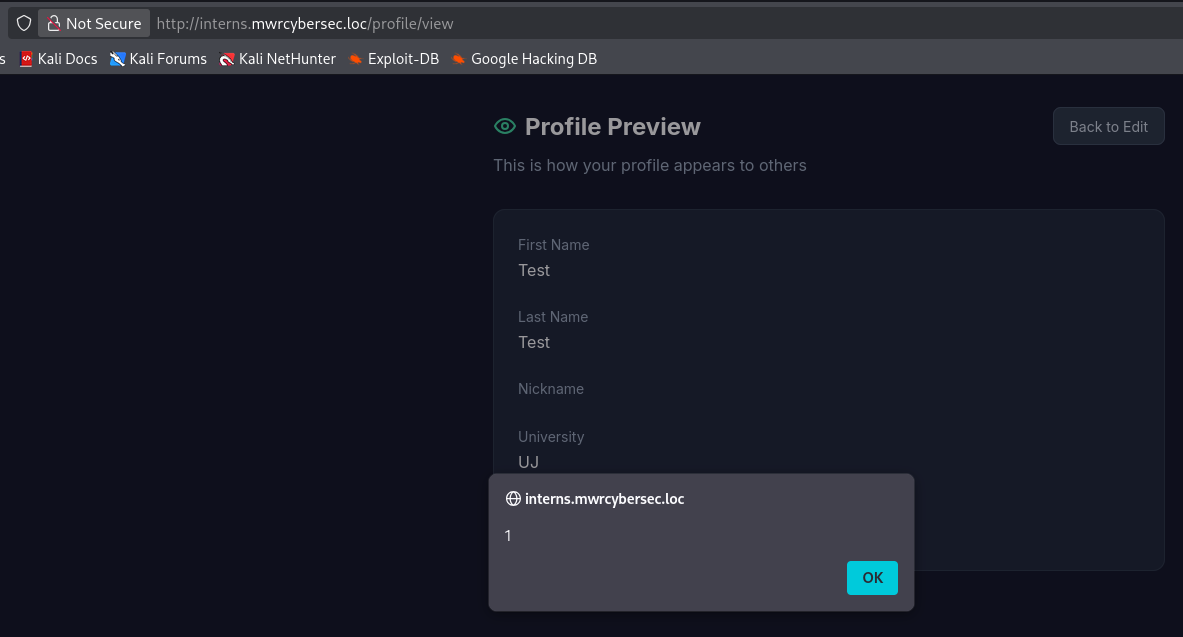 Not Secure http://interns.mwrcybersec.loc/profile/view
s Kali Docs Kali Forums Kali NetHunter Exploit-DB Google Hacking DB
Profile Preview
Back to Edit
This is how your profile appears to others
First Name
Test
Last Name
Test
Nickname
University
UJ
interns.mwrcybersec.loc
1
OK